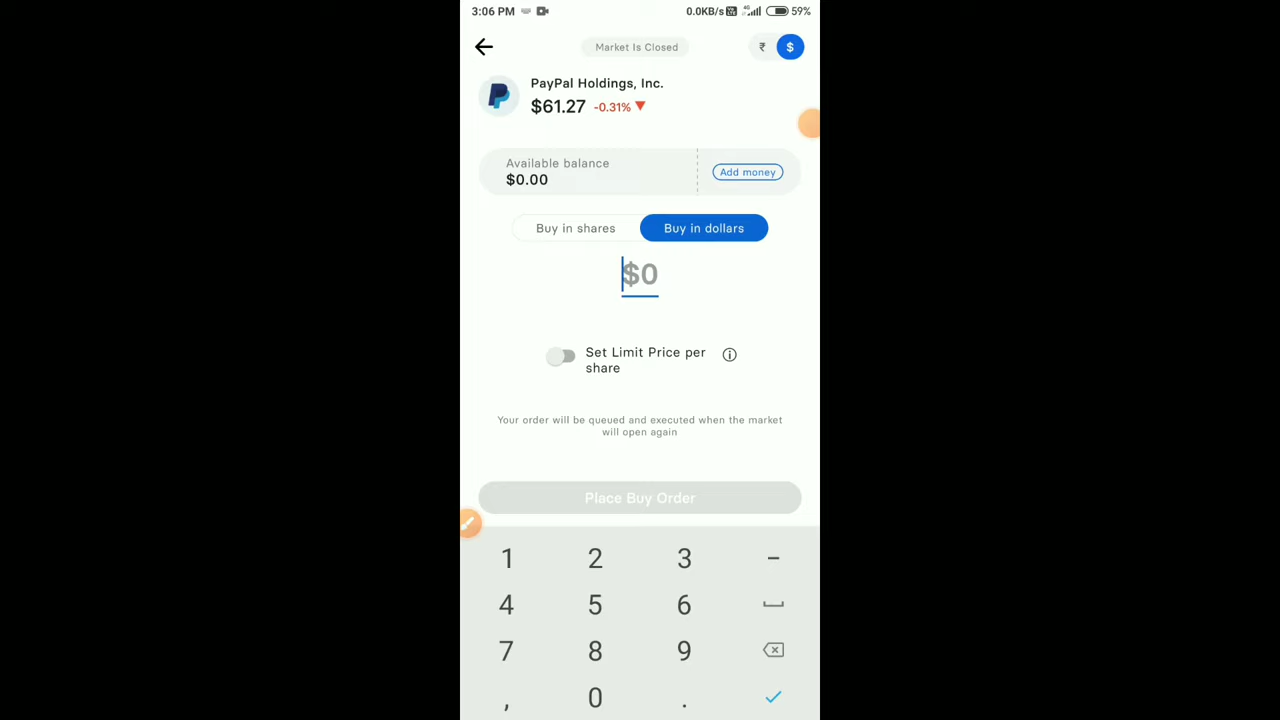 3:06 PM 0.0KB/s 4G 59%
Market Is Closed ₹ $
PayPal Holdings, Inc.
$61.27 -0.31%
Available balance
$0.00
Add money
Buy in shares Buy in dollars
$0
Set Limit Price per
share
Your order will be queued and executed when the market
will open again
Place Buy Order
1 2 3 -
4 5 6
7 8 9
, 0 .